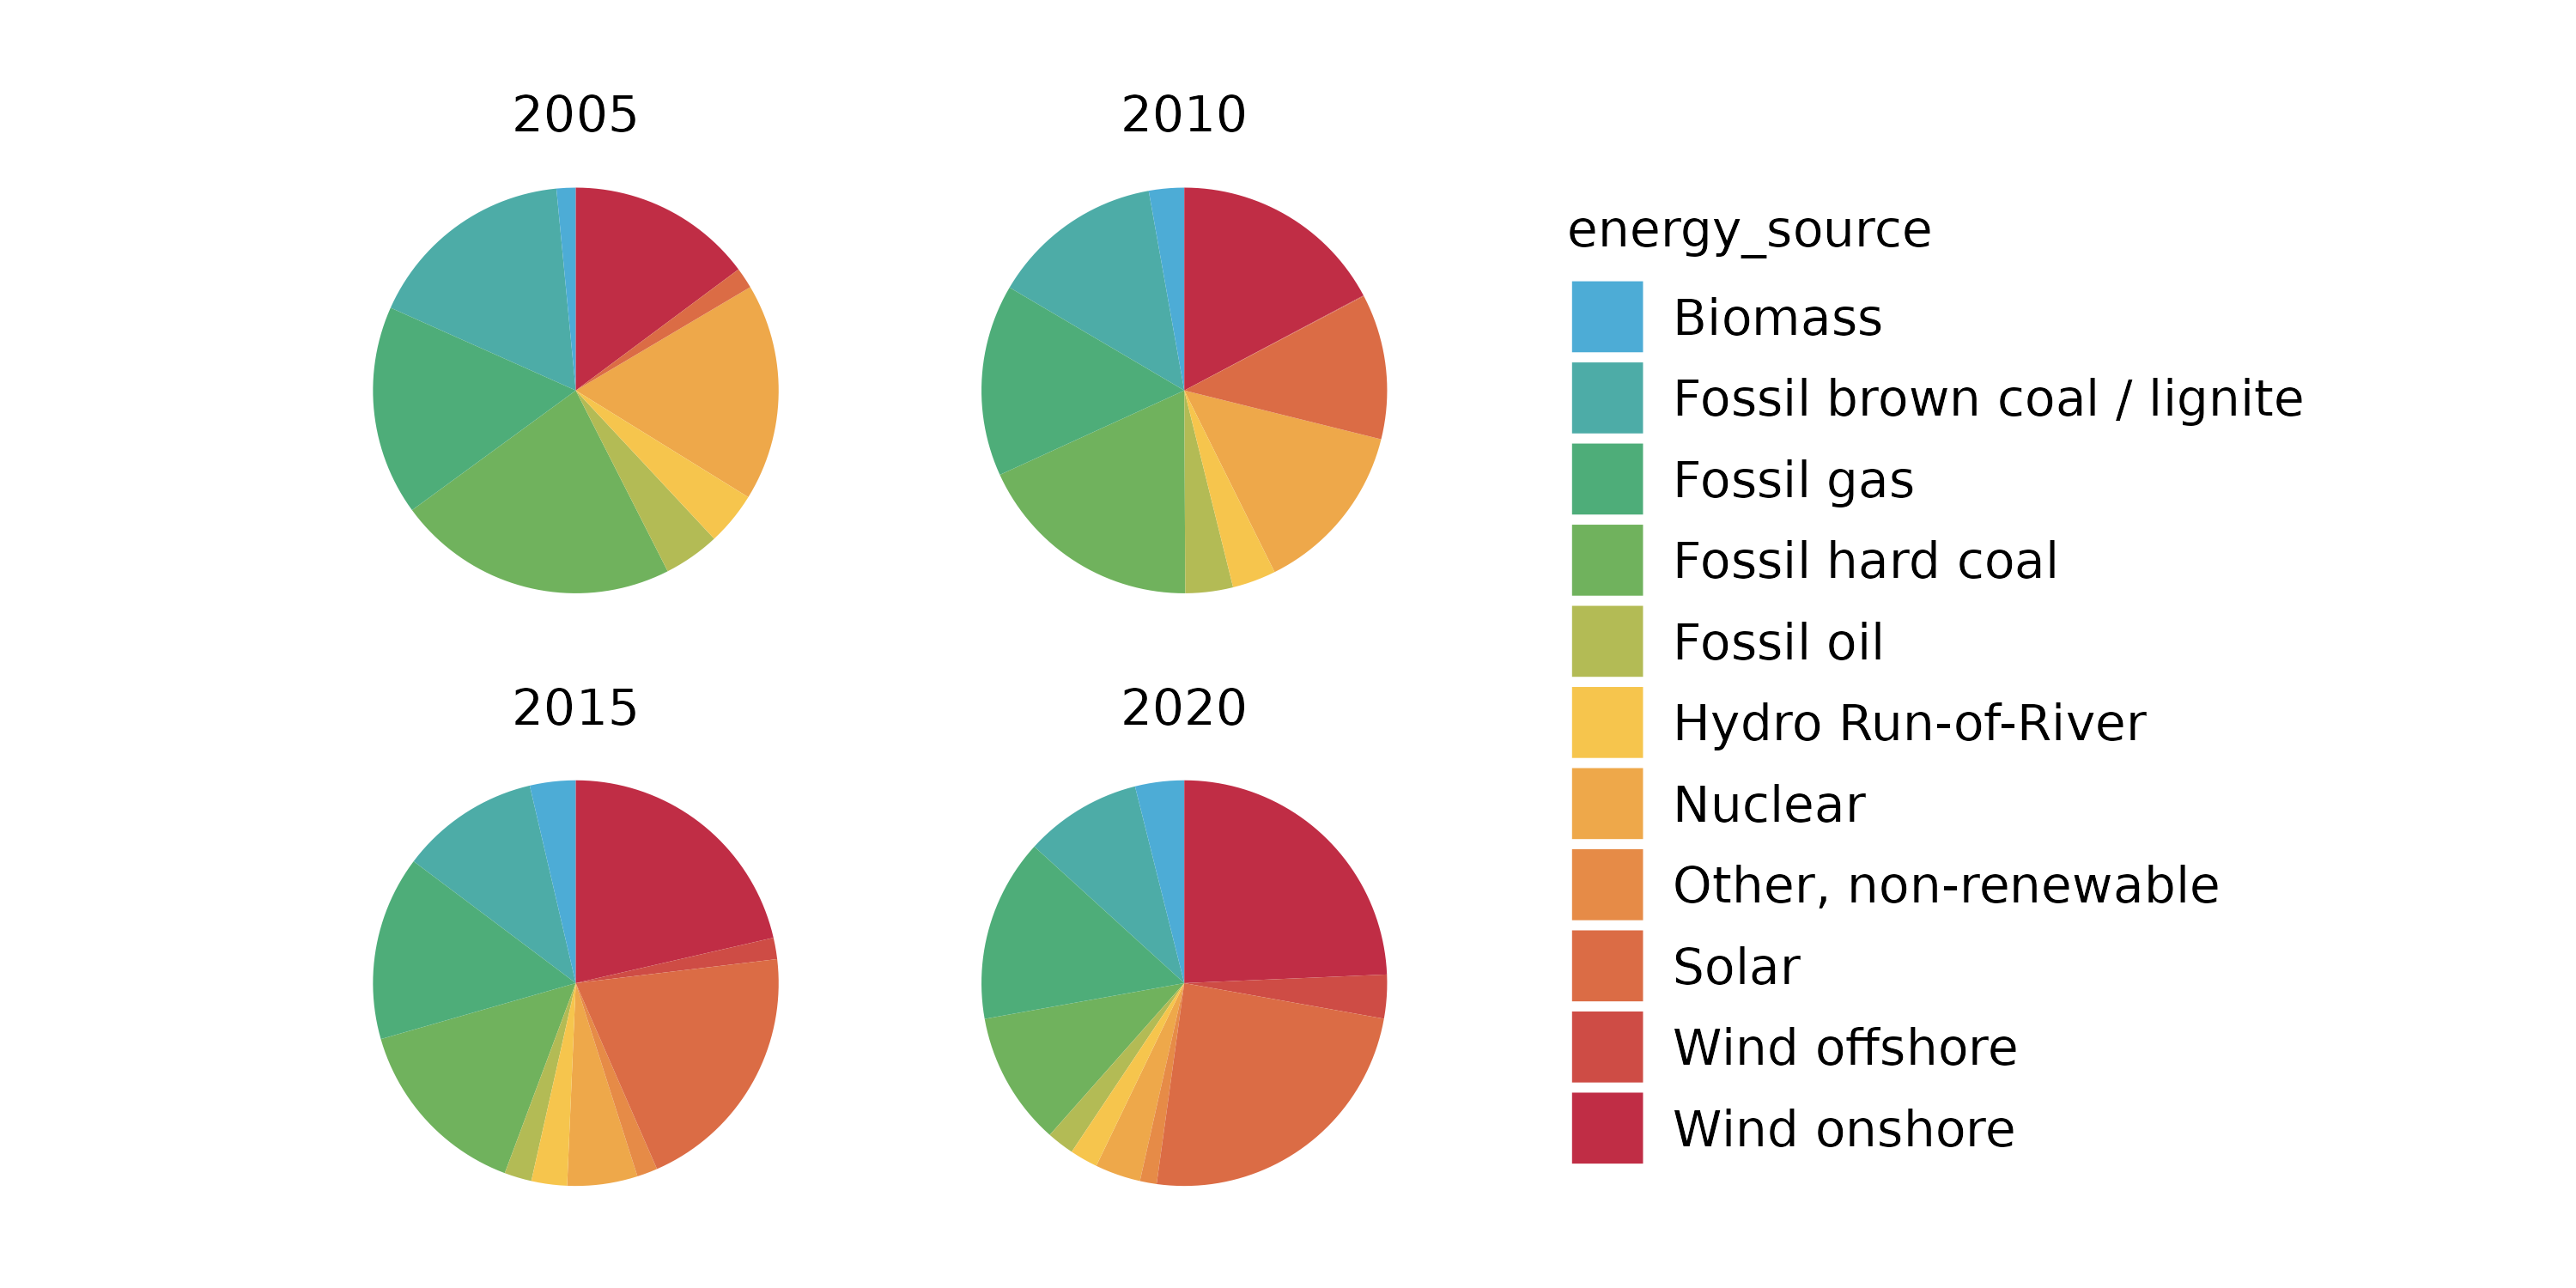 2005
2010
2015
2020
energy_source
Biomass
Fossil brown coal / lignite
Fossil gas
Fossil hard coal
Fossil oil
Hydro Run-of-River
Nuclear
Other, non-renewable
Solar
Wind offshore
Wind onshore